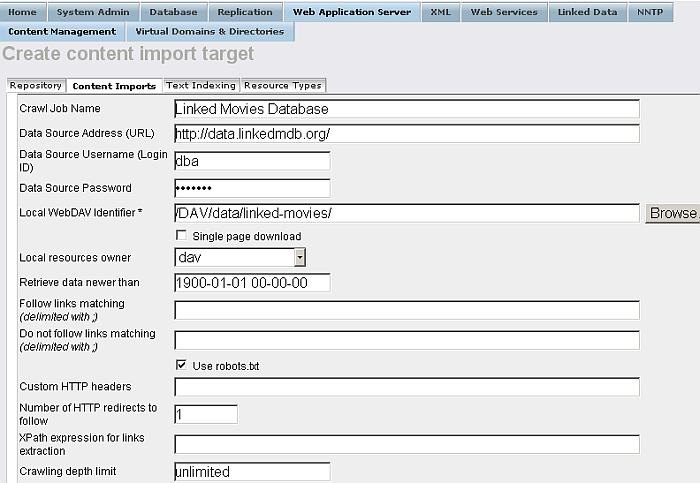 Home System Admin Database Replication Web Application Server XML Web Services Linked Data NNTP
Content Management Virtual Domains & Directories
Create content import target
Repository Content Imports Text Indexing Resource Types
Crawl Job Name Linked Movies Database
Data Source Address (URL) http://data.linkedmdb.org/
Data Source Username (Login
ID) dba
Data Source Password •••••••
Local WebDAV Identifier * /DAV/data/linked-movies/ Browse.
Single page download
Local resources owner dav
Retrieve data newer than 1900-01-01 00-00-00
Follow links matching
(delimited with ;)
Do not follow links matching
(delimited with ;)
Use robots.txt
Custom HTTP headers
Number of HTTP redirects to
follow 1
XPath expression for links
extraction
Crawling depth limit unlimited